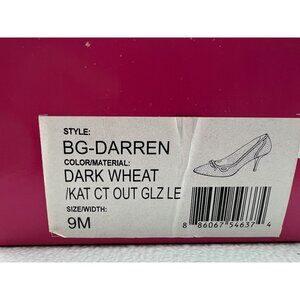 STYLE:
BG-DARREN
COLOR/MATERIAL:
DARK WHEAT
/KAT CT OUT GLZ LE
SIZE/WIDTH:
9M
8 86067 54637 4